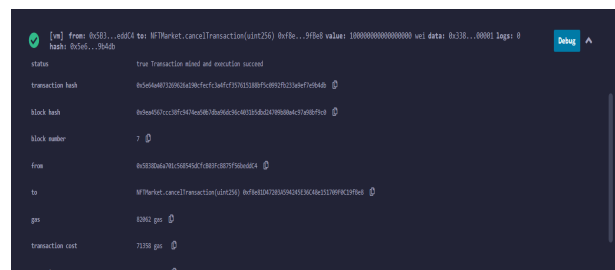 [vm] from: 0x5B3...eddC4 to: NFTMarket.cancelTransaction(uint256) 0xf8e...9fBe8 value: 1000000000000000000 wei data: 0x338...00001 logs: 0
hash: 0x5e6...9b4db
Debug
status true Transaction mined and execution succeed
transaction hash
block hash
block number 7
from 0x5B38Da6a701c568545dCfcB03FcB875f56beddC4
to NFTMarket.cancelTransaction(uint256)
gas 82062 gas
transaction cost 71358 gas